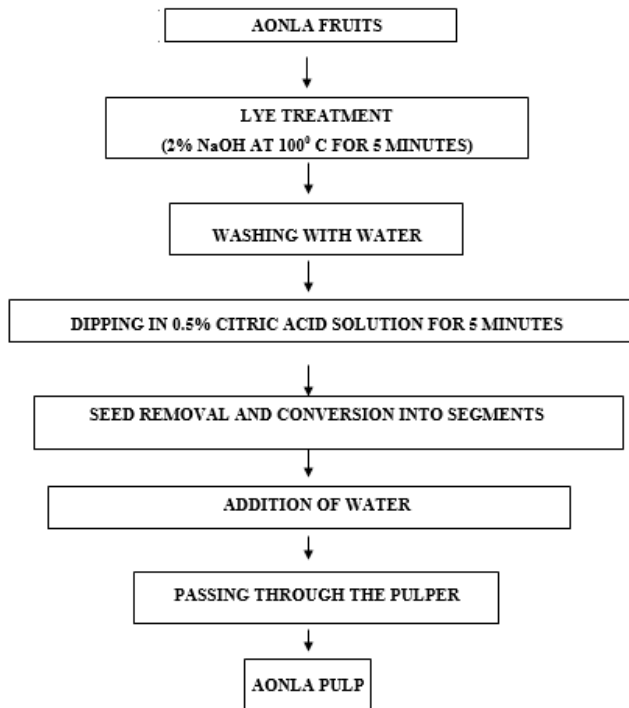 AONLA FRUITS
LYE TREATMENT
(2% NaOH AT 100⁰ C FOR 5 MINUTES)
WASHING WITH WATER
DIPPING IN 0.5% CITRIC ACID SOLUTION FOR 5 MINUTES
SEED REMOVAL AND CONVERSION INTO SEGMENTS
ADDITION OF WATER
PASSING THROUGH THE PULPER
AONLA PULP